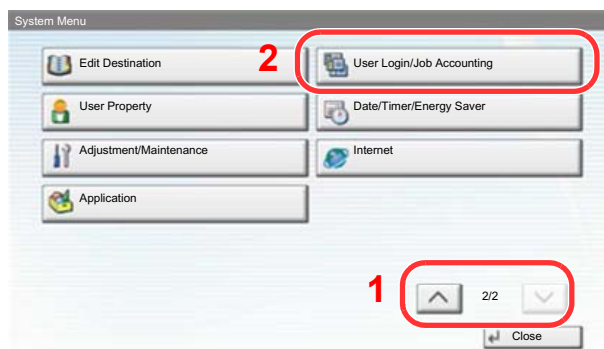 System Menu
2
Edit Destination
User Login/Job Accounting
User Property
Date/Timer/Energy Saver
Adjustment/Maintenance
Internet
Application
1
2/2
Close